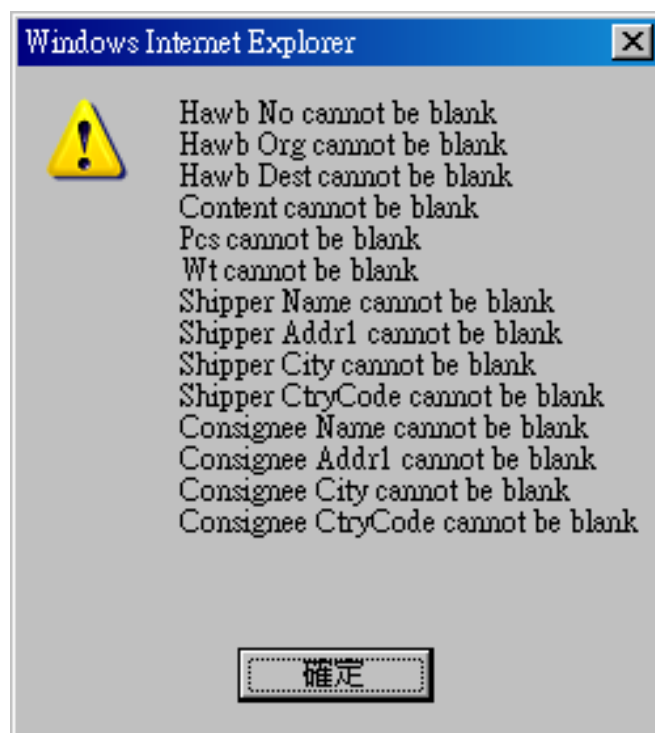 Windows Internet Explorer
Hawb No cannot be blank
Hawb Org cannot be blank
Hawb Dest cannot be blank
Content cannot be blank
Pcs cannot be blank
Wt cannot be blank
Shipper Name cannot be blank
Shipper Addr1 cannot be blank
Shipper City cannot be blank
Shipper CtryCode cannot be blank
Consignee Name cannot be blank
Consignee Addr1 cannot be blank
Consignee City cannot be blank
Consignee CtryCode cannot be blank
確定